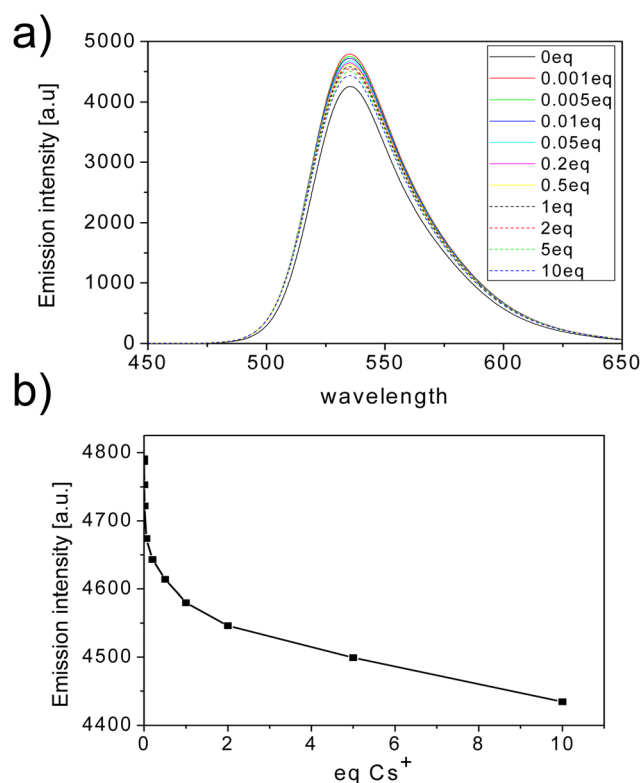 a)
Emission intensity [a.u]
5000
4000
3000
2000
1000
0
450
500
550
600
650
wavelength
0eq
0.001eq
0.005eq
0.01eq
0.05eq
0.2eq
0.5eq
1eq
2eq
5eq
10eq
b)
Emission intensity [a.u.]
4800
4700
4600
4500
4400
0
2
4
6
8
10
eq Cs⁺